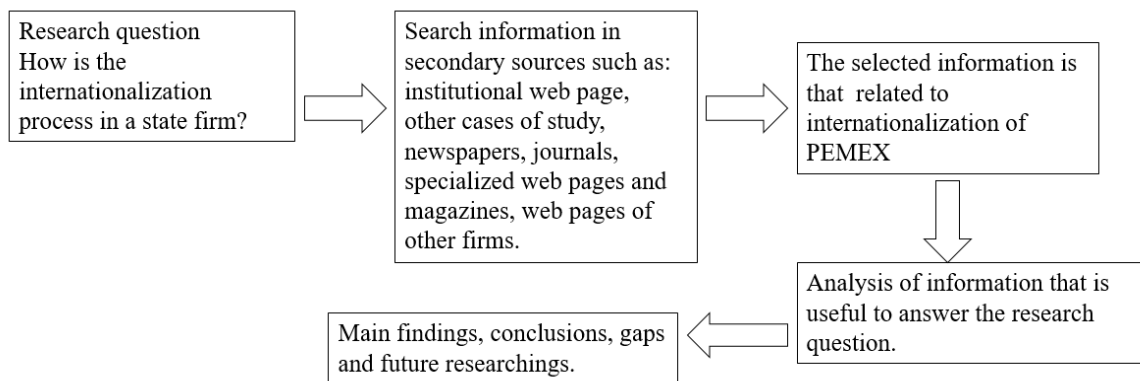 Research question
How is the
internationalization
process in a state firm?
Search information in
secondary sources such as:
institutional web page,
other cases of study,
newspapers, journals,
specialized web pages and
magazines, web pages of
other firms.
The selected information is
that related to
internationalization of
PEMEX
Analysis of information that is
useful to answer the research
question.
Main findings, conclusions, gaps
and future researchings.